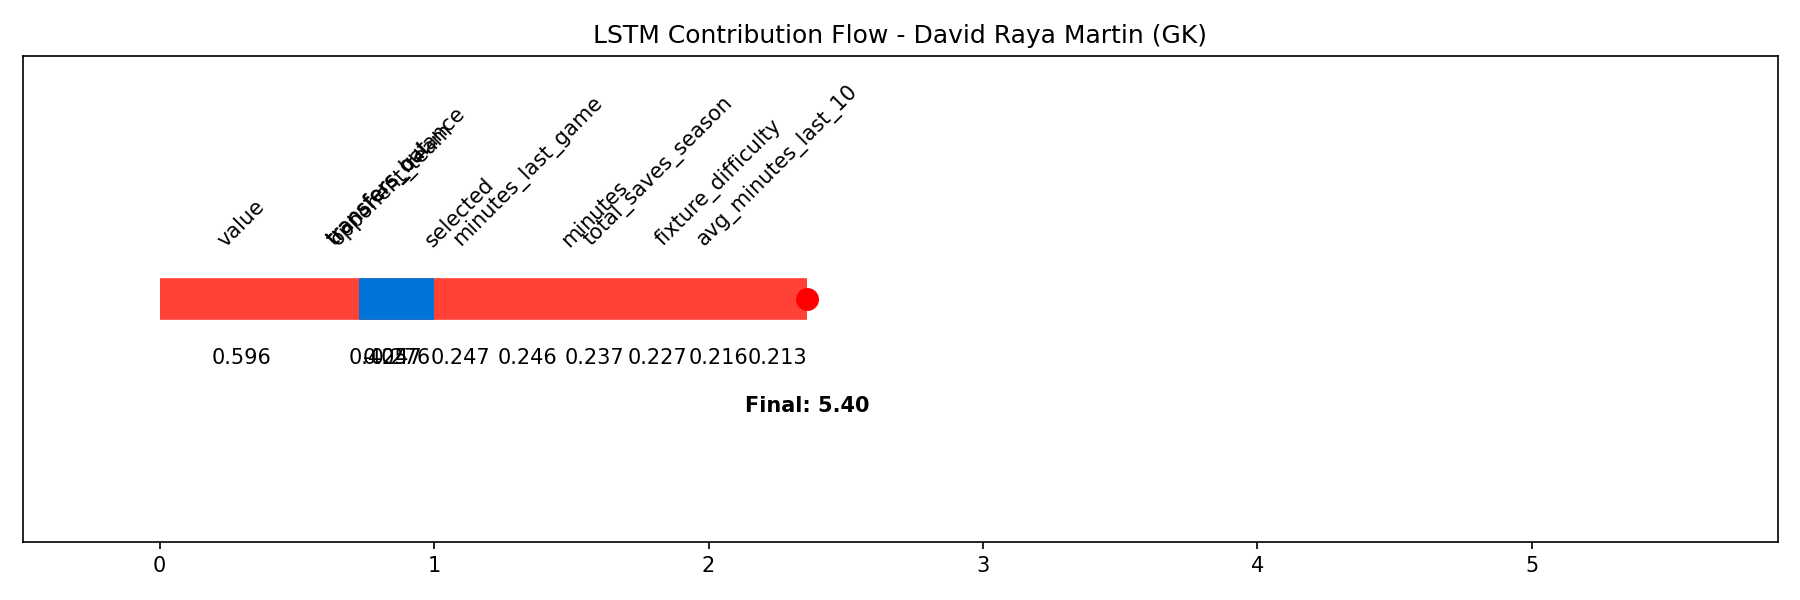 LSTM Contribution Flow - David Raya Martin (GK)
value
opponent_team
selected
minutes_last_game
minutes
total_saves_season
fixture_difficulty
avg_minutes_last_10
0.596
0.247
0.246
0.237
0.227
0.216
0.213
Final: 5.40
0
1
2
3
4
5